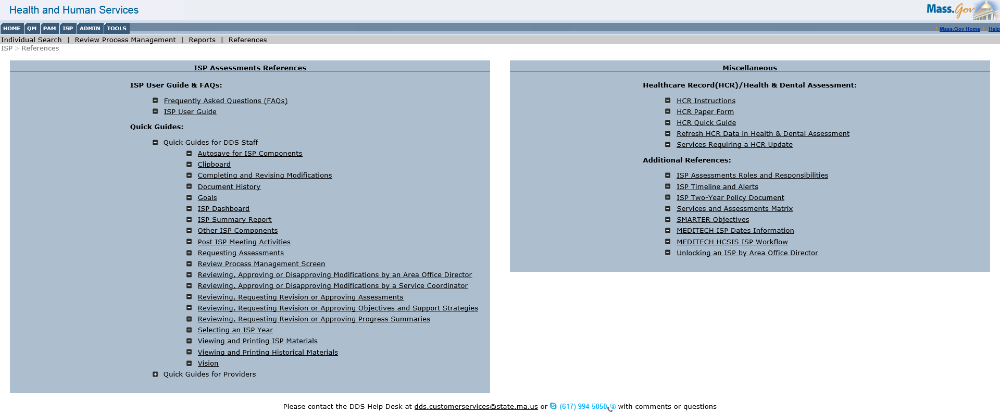 Health and Human Services
Mass.Gov
HOME QM PAM ISP ADMIN TOOLS
Mass.Gov Home Help
Individual Search | Review Process Management | Reports | References
ISP > References
ISP Assessments References
ISP User Guide & FAQs:
Frequently Asked Questions (FAQs)
ISP User Guide
Quick Guides:
Quick Guides for DDS Staff
Autosave for ISP Components
Clipboard
Completing and Revising Modifications
Document History
Goals
ISP Dashboard
ISP Summary Report
Other ISP Components
Post ISP Meeting Activities
Requesting Assessments
Review Process Management Screen
Reviewing, Approving or Disapproving Modifications by an Area Office Director
Reviewing, Approving or Disapproving Modifications by a Service Coordinator
Reviewing, Requesting Revision or Approving Assessments
Reviewing, Requesting Revision or Approving Objectives and Support Strategies
Reviewing, Requesting Revision or Approving Progress Summaries
Selecting an ISP Year
Viewing and Printing ISP Materials
Viewing and Printing Historical Materials
Vision
Quick Guides for Providers
Miscellaneous
Healthcare Record(HCR)/Health & Dental Assessment:
HCR Instructions
HCR Paper Form
HCR Quick Guide
Refresh HCR Data in Health & Dental Assessment
Services Requiring a HCR Update
Additional References:
ISP Assessments Roles and Responsibilities
ISP Timeline and Alerts
ISP Two-Year Policy Document
Services and Assessments Matrix
SMARTER Objectives
MEDITECH ISP Dates Information
MEDITECH HCSIS ISP Workflow
Unlocking an ISP by Area Office Director
Please contact the DDS Help Desk at dds.customerservices@state.ma.us or (617) 994-5050 with comments or questions